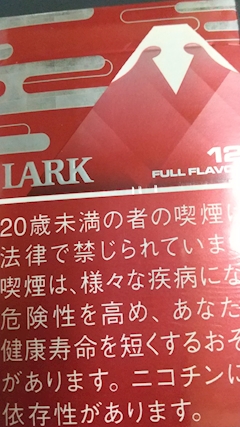 LARK
12
FULL FLAVO
20歳未満の者の喫煙
法律で禁じられていま
喫煙は、様々な疾病にな
危険性を高め、あなた
健康寿命を短くするおそ
があります。ニコチンに
依存性があります。